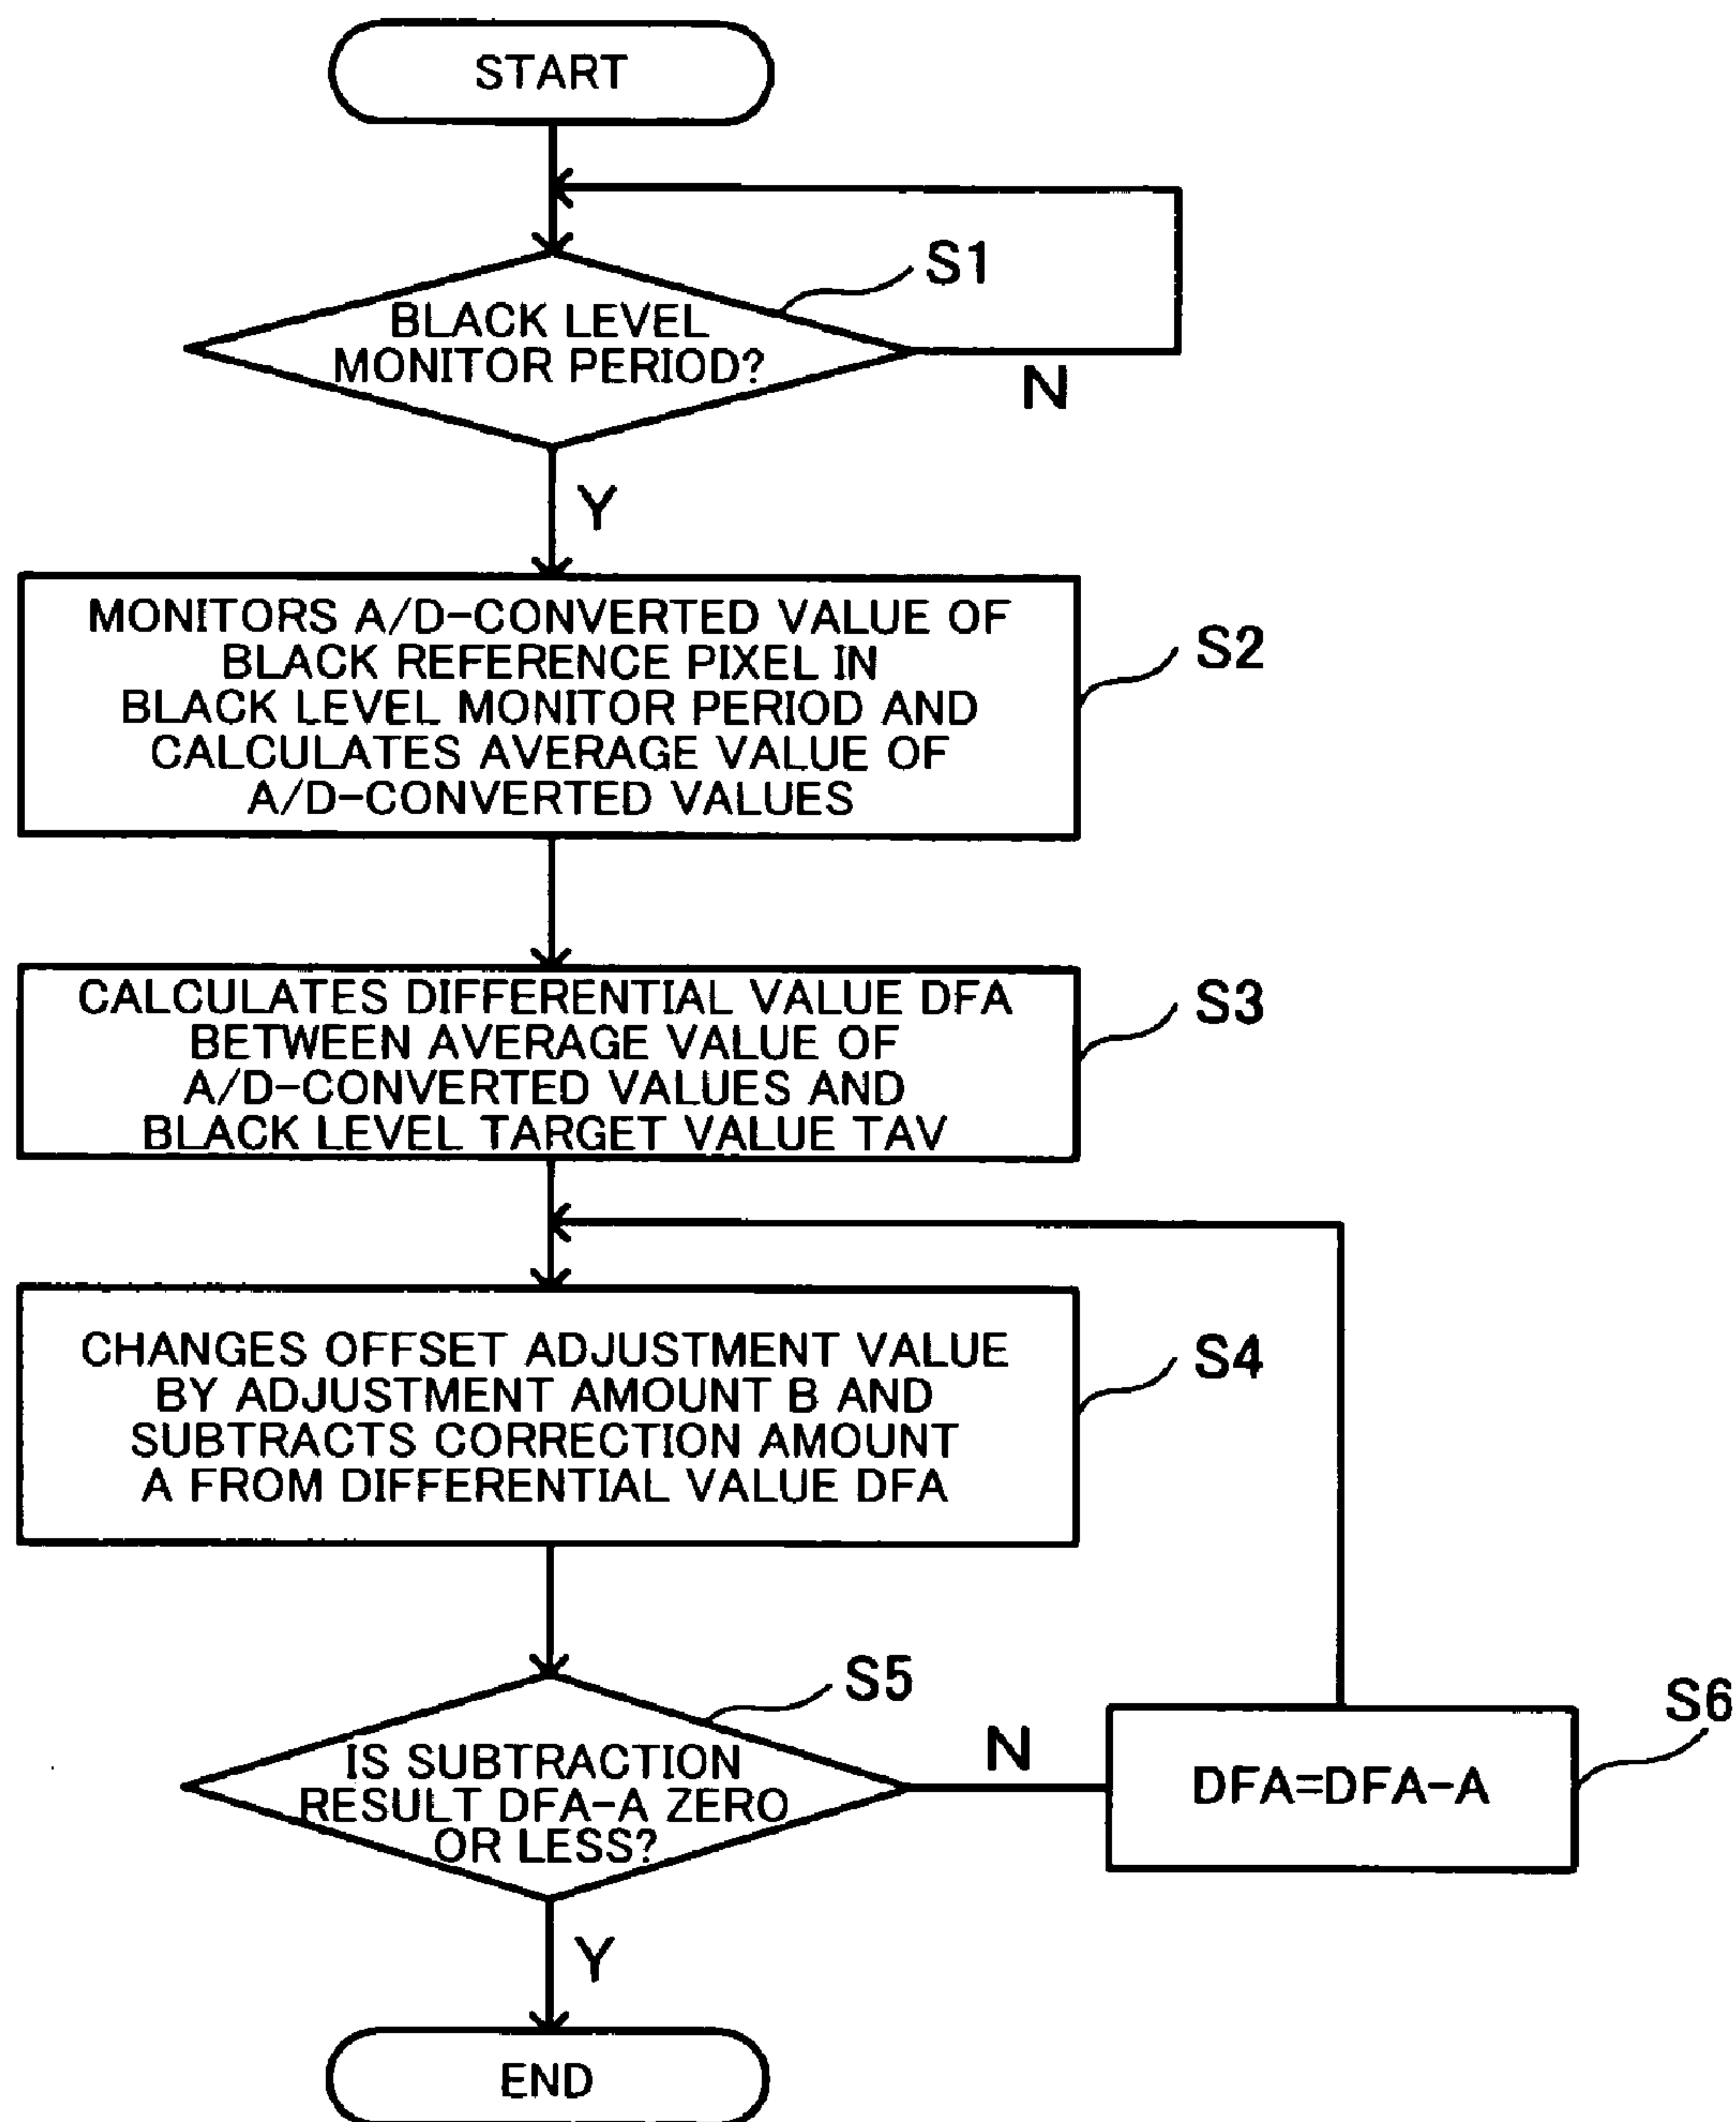 START
S1
BLACK LEVEL
MONITOR PERIOD?
N
Y
MONITORS A/D-CONVERTED VALUE OF
BLACK REFERENCE PIXEL IN
BLACK LEVEL MONITOR PERIOD AND
CALCULATES AVERAGE VALUE OF
A/D-CONVERTED VALUES
S2
CALCULATES DIFFERENTIAL VALUE DFA
BETWEEN AVERAGE VALUE OF
A/D-CONVERTED VALUES AND
BLACK LEVEL TARGET VALUE TAV
S3
CHANGES OFFSET ADJUSTMENT VALUE
BY ADJUSTMENT AMOUNT B AND
SUBTRACTS CORRECTION AMOUNT
A FROM DIFFERENTIAL VALUE DFA
S4
S5
IS SUBTRACTION
RESULT DFA-A ZERO
OR LESS?
N
S6
DFA=DFA-A
Y
END